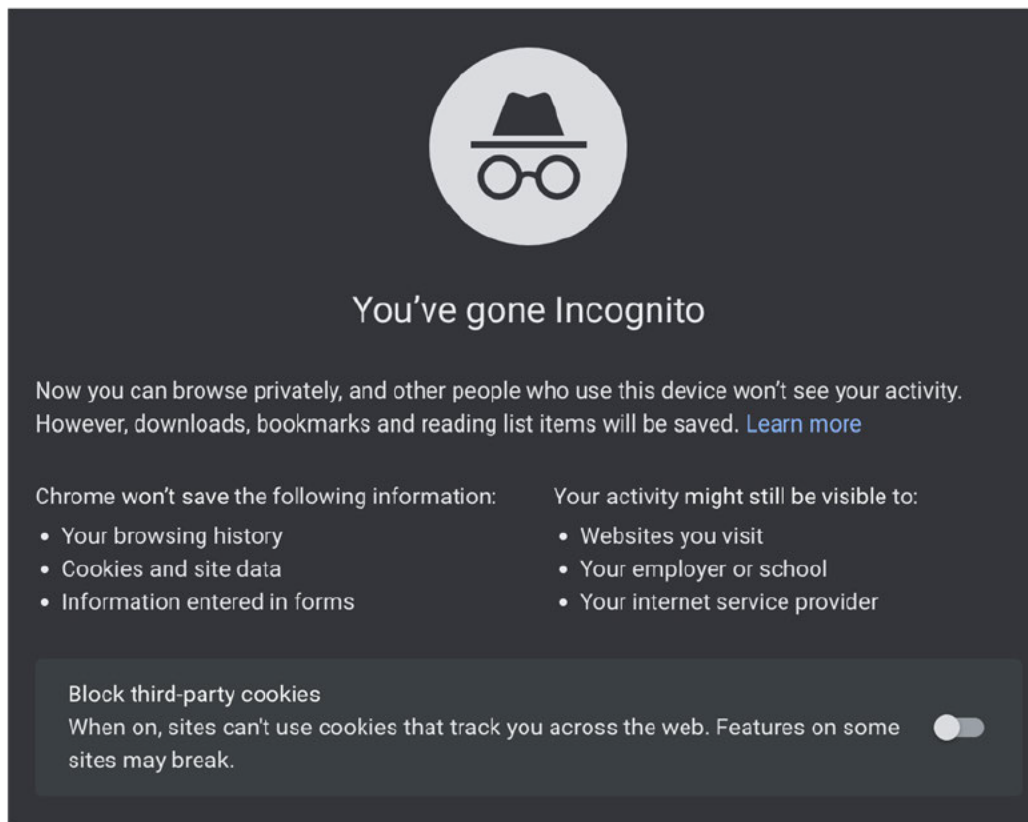 You've gone Incognito
Now you can browse privately, and other people who use this device won't see your activity.
However, downloads, bookmarks and reading list items will be saved. Learn more
Chrome won't save the following information:
• Your browsing history
• Cookies and site data
• Information entered in forms
Your activity might still be visible to:
• Websites you visit
• Your employer or school
• Your internet service provider
Block third-party cookies
When on, sites can't use cookies that track you across the web. Features on some
sites may break.